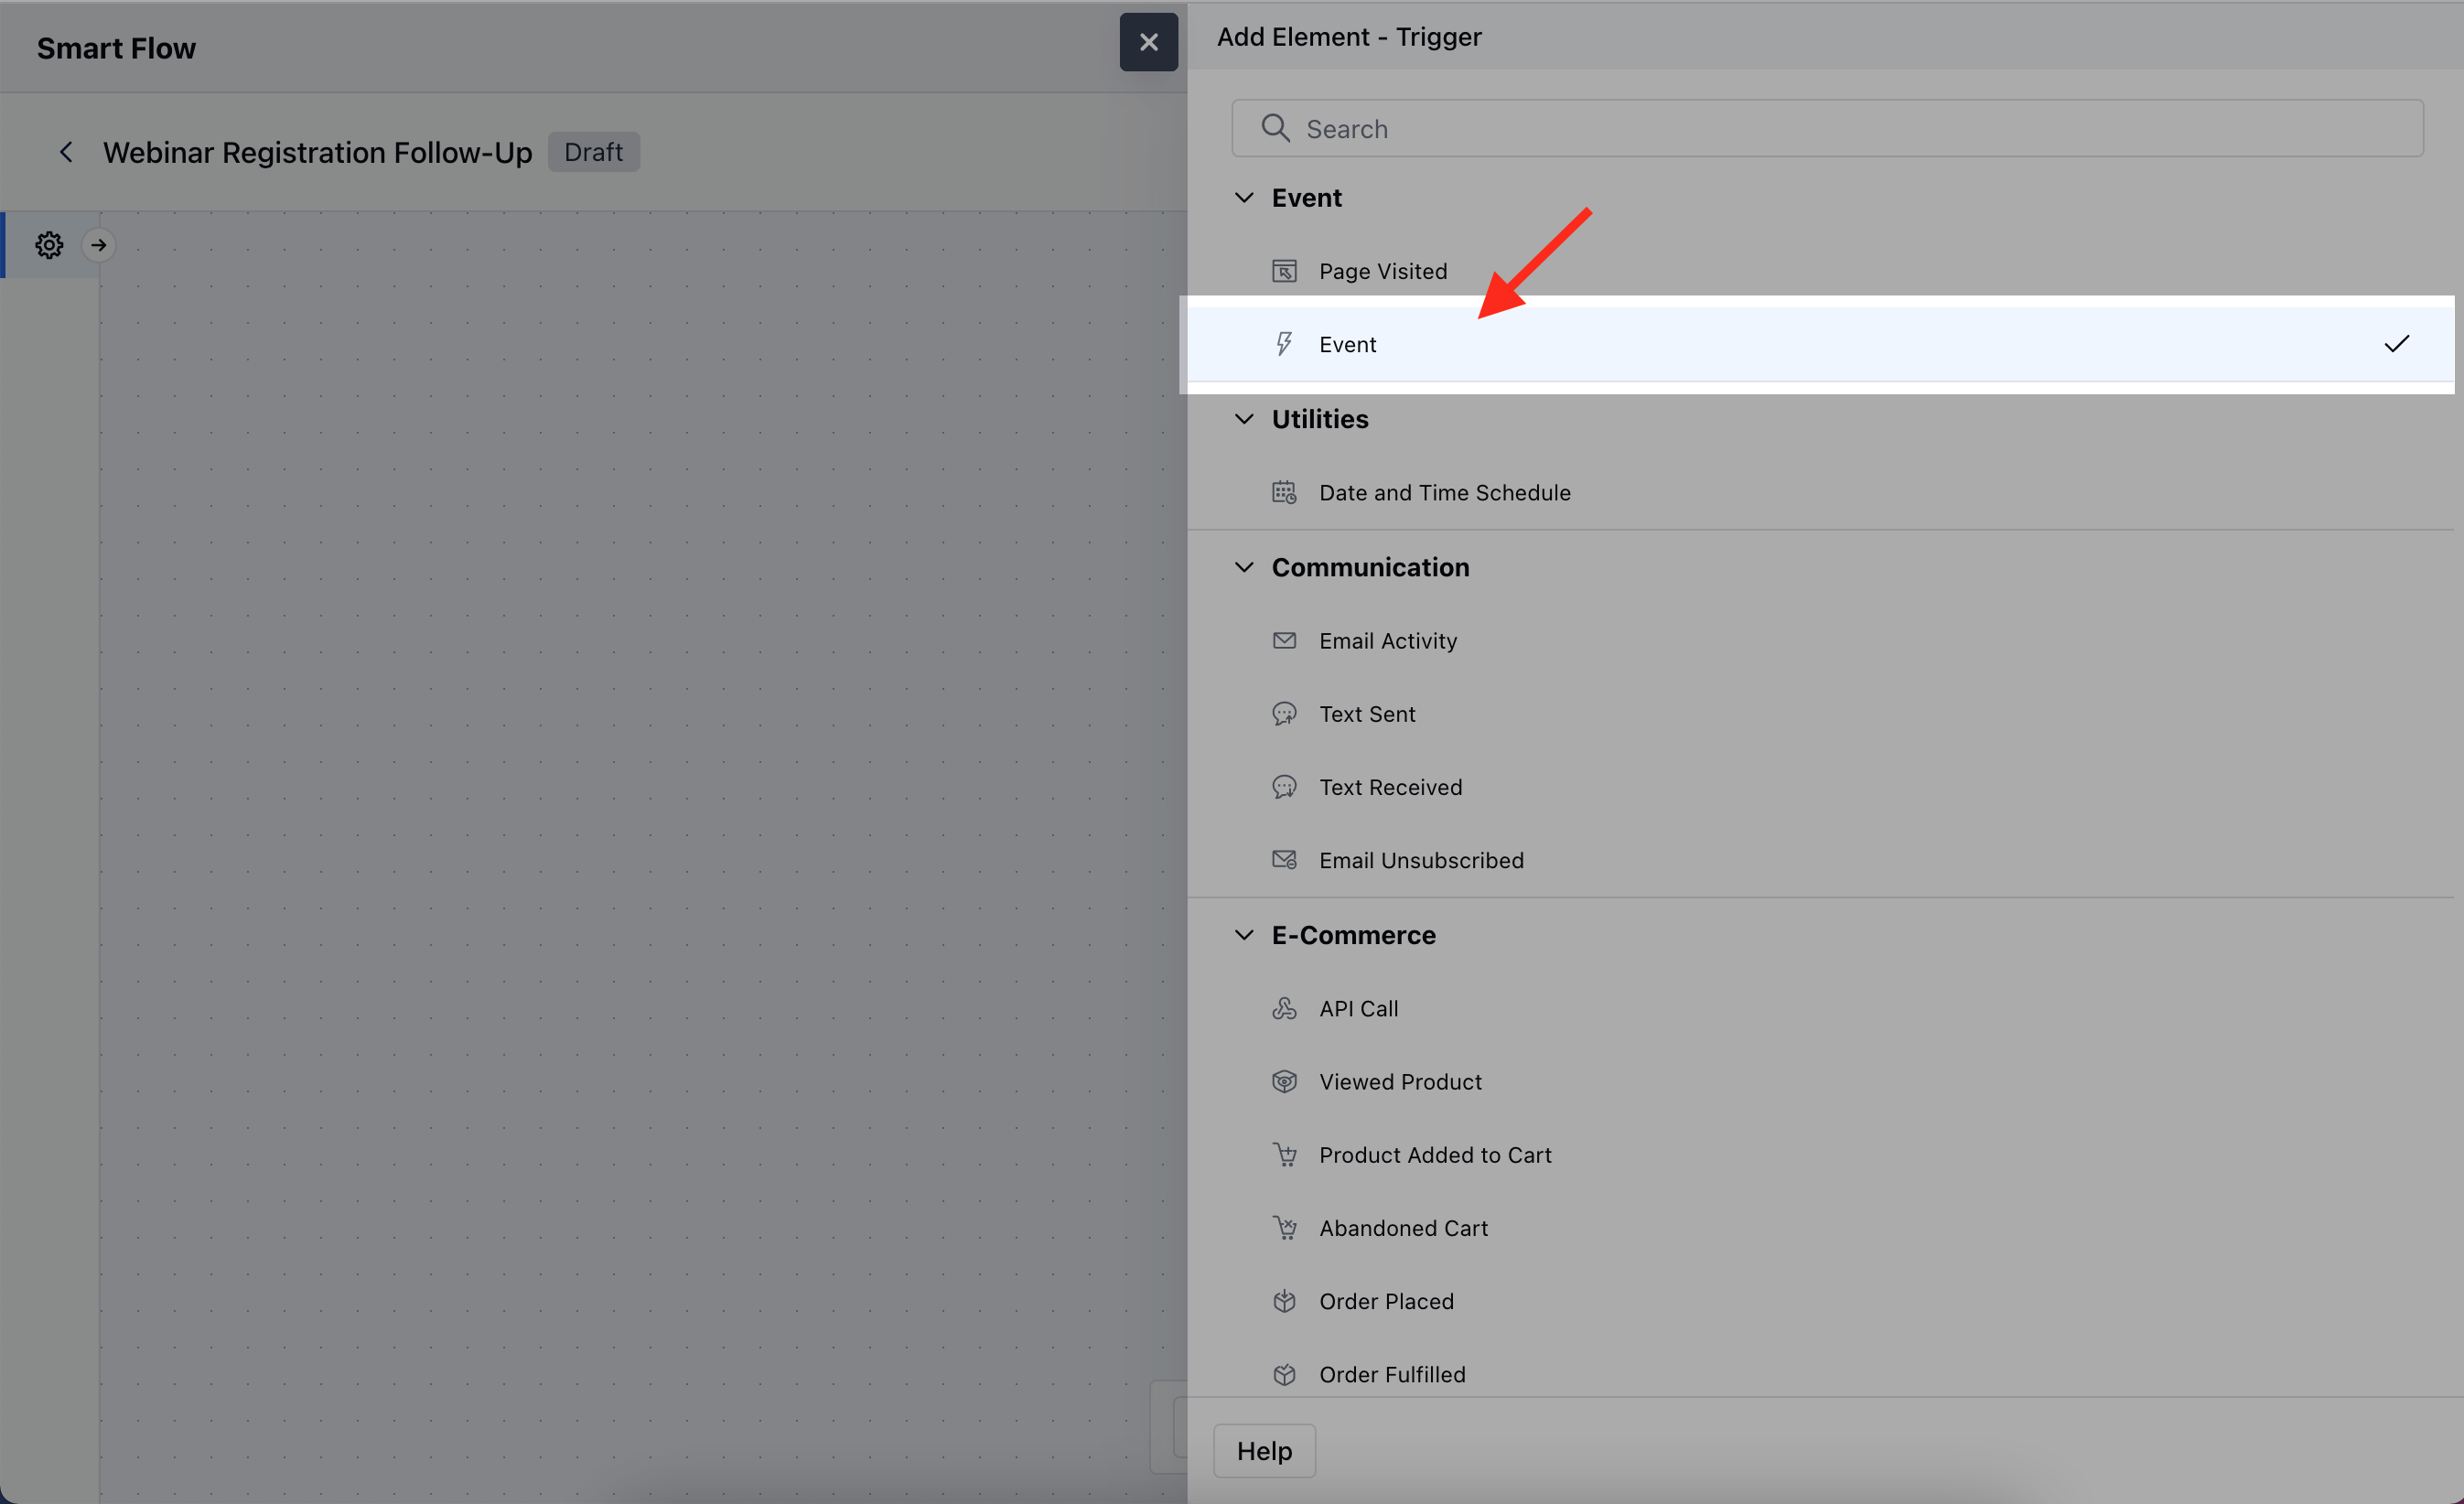 Smart Flow
Add Element - Trigger
Search
Webinar Registration Follow-Up Draft
Event
Page Visited
Event
Utilities
Date and Time Schedule
Communication
Email Activity
Text Sent
Text Received
Email Unsubscribed
E-Commerce
API Call
Viewed Product
Product Added to Cart
Abandoned Cart
Order Placed
Order Fulfilled
Help